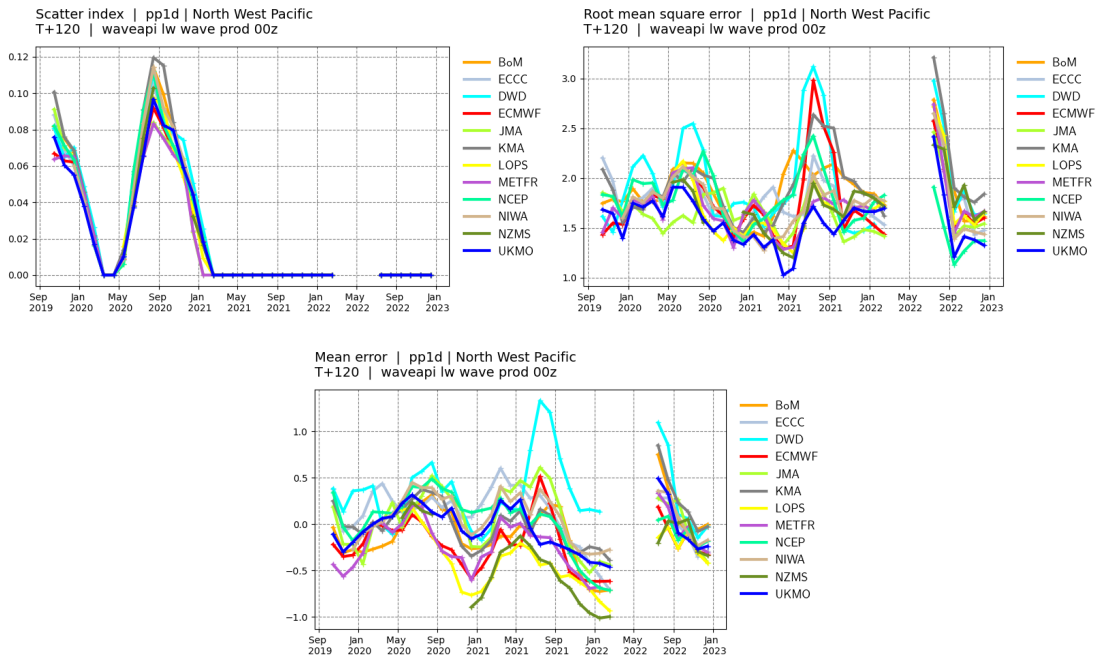 Scatter index | pp1d | North West Pacific
T+120 | waveapi lw wave prod 00z
0.12
0.10
0.08
0.06
0.04
0.02
0.00
Sep 2019
Jan 2020
May 2020
Sep 2020
Jan 2021
May 2021
Sep 2021
Jan 2022
May 2022
Sep 2022
Jan 2023
BoM
ECCC
DWD
ECMWF
JMA
KMA
LOPS
METFR
NCEP
NIWA
NZMS
UKMO
Root mean square error | pp1d | North West Pacific
T+120 | waveapi lw wave prod 00z
3.0
2.5
2.0
1.5
1.0
Sep 2019
Jan 2020
May 2020
Sep 2020
Jan 2021
May 2021
Sep 2021
Jan 2022
May 2022
Sep 2022
Jan 2023
BoM
ECCC
DWD
ECMWF
JMA
KMA
LOPS
METFR
NCEP
NIWA
NZMS
UKMO
Mean error | pp1d | North West Pacific
T+120 | waveapi lw wave prod 00z
1.0
0.5
0.0
−0.5
−1.0
Sep 2019
Jan 2020
May 2020
Sep 2020
Jan 2021
May 2021
Sep 2021
Jan 2022
May 2022
Sep 2022
Jan 2023
BoM
ECCC
DWD
ECMWF
JMA
KMA
LOPS
METFR
NCEP
NIWA
NZMS
UKMO